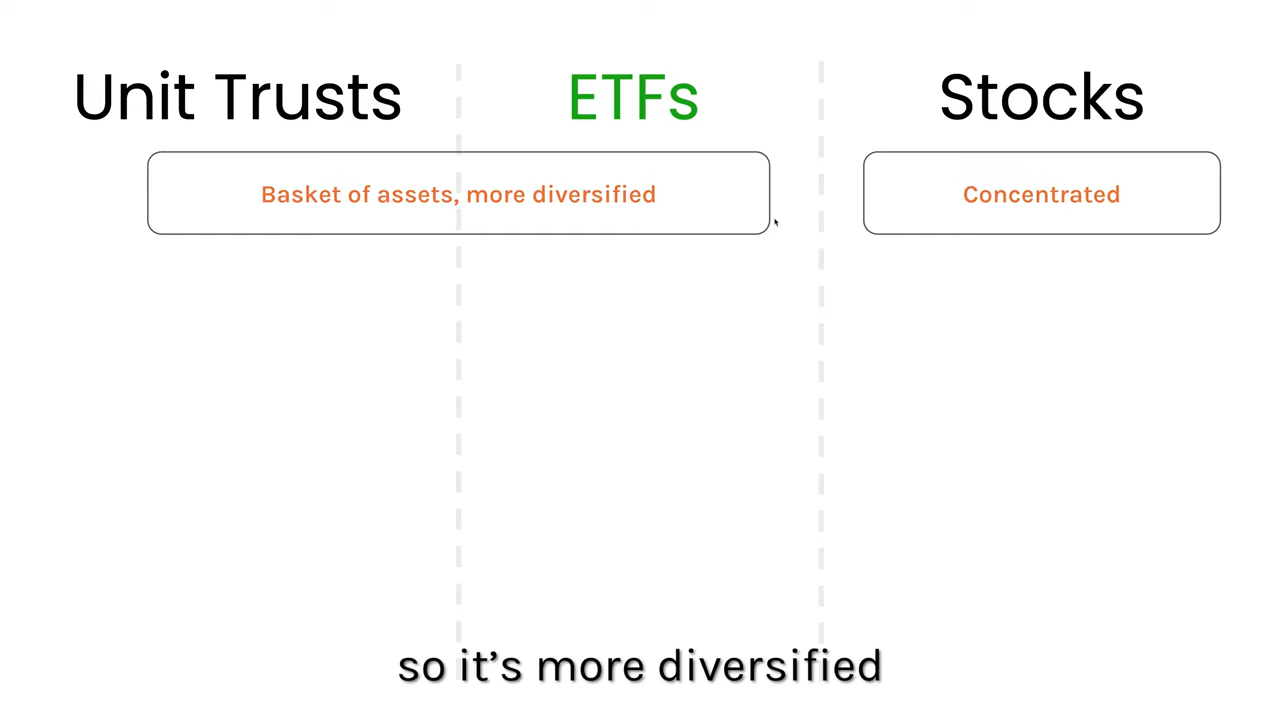 Unit Trusts
ETFs
Stocks
Basket of assets, more diversified
Concentrated
so it's more diversified